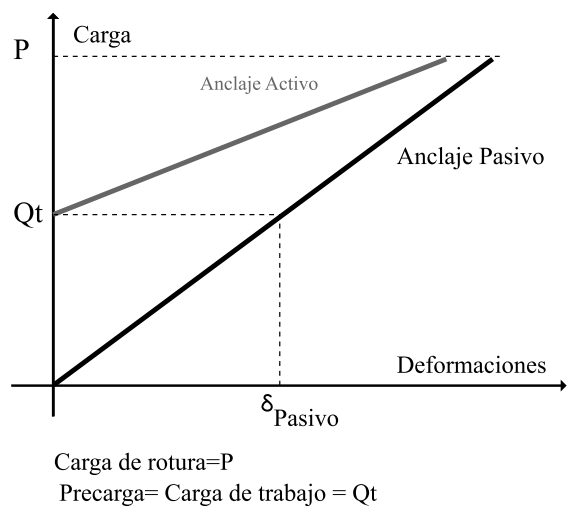 Carga
P
Anclaje Activo
Anclaje Pasivo
Qt
Deformaciones
δPasivo
Carga de rotura=P
Precarga= Carga de trabajo = Qt